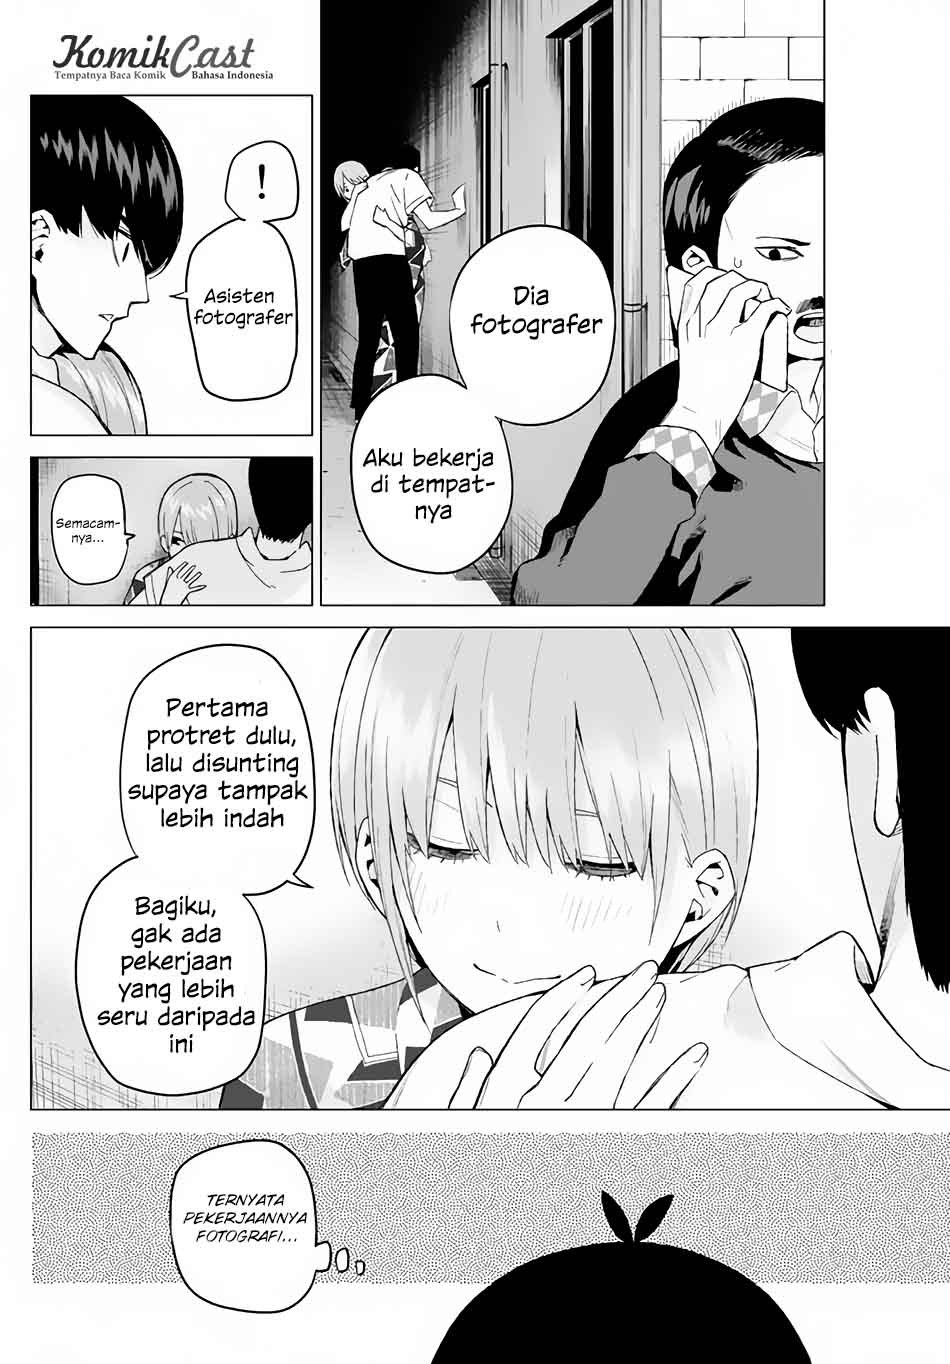 KomikCast
Tempatnya Baca Komik Bahasa Indonesia
Dia
fotografer
Aku bekerja
di tempat-
nya
!
Asisten
fotografer
Semacam-
nya...
Pertama
protret dulu,
lalu disunting
supaya tampak
lebih indah
Bagiku,
gak ada
pekerjaan
yang lebih
seru daripada
ini
TERNYATA
PEKERJAANNYA
FOTOGRAFI...